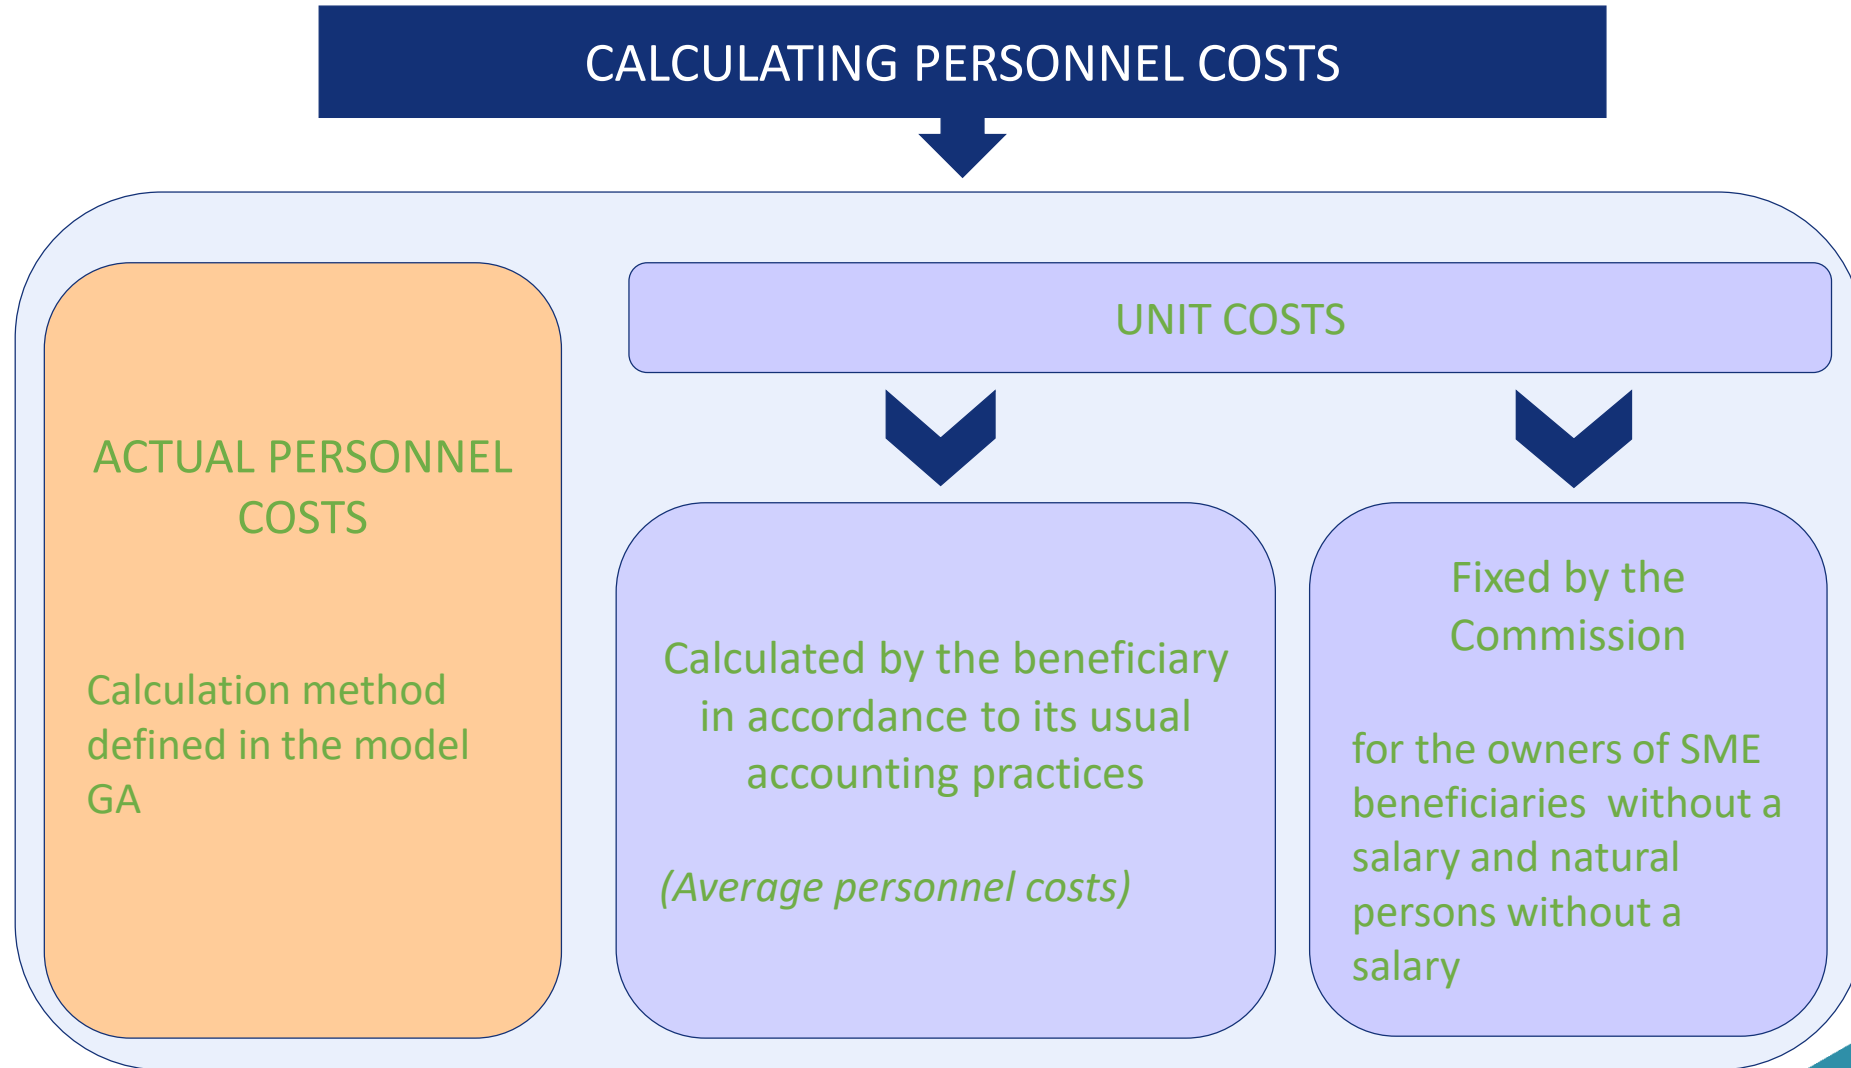 CALCULATING PERSONNEL COSTS
ACTUAL PERSONNEL
COSTS
Calculation method
defined in the model
GA
UNIT COSTS
Calculated by the beneficiary
in accordance to its usual
accounting practices
(Average personnel costs)
Fixed by the
Commission
for the owners of SME
beneficiaries  without a
salary and natural
persons without a
salary